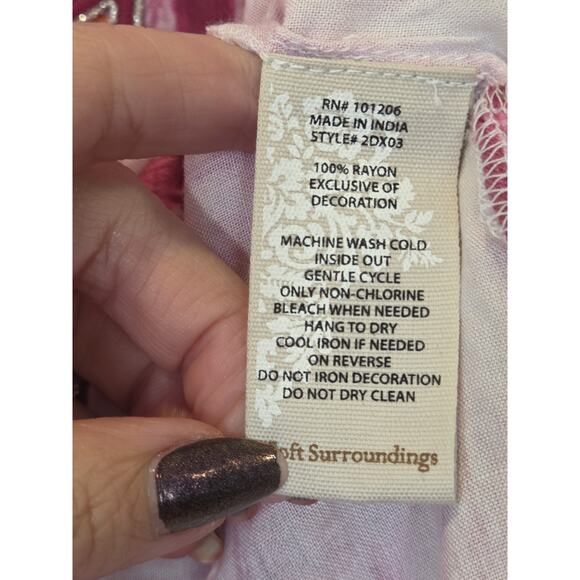 RN# 101206
MADE IN INDIA
STYLE# 2DX03
100% RAYON
EXCLUSIVE OF
DECORATION
MACHINE WASH COLD
INSIDE OUT
GENTLE CYCLE
ONLY NON-CHLORINE
BLEACH WHEN NEEDED
HANG TO DRY
COOL IRON IF NEEDED
ON REVERSE
DO NOT IRON DECORATION
DO NOT DRY CLEAN
Soft Surroundings